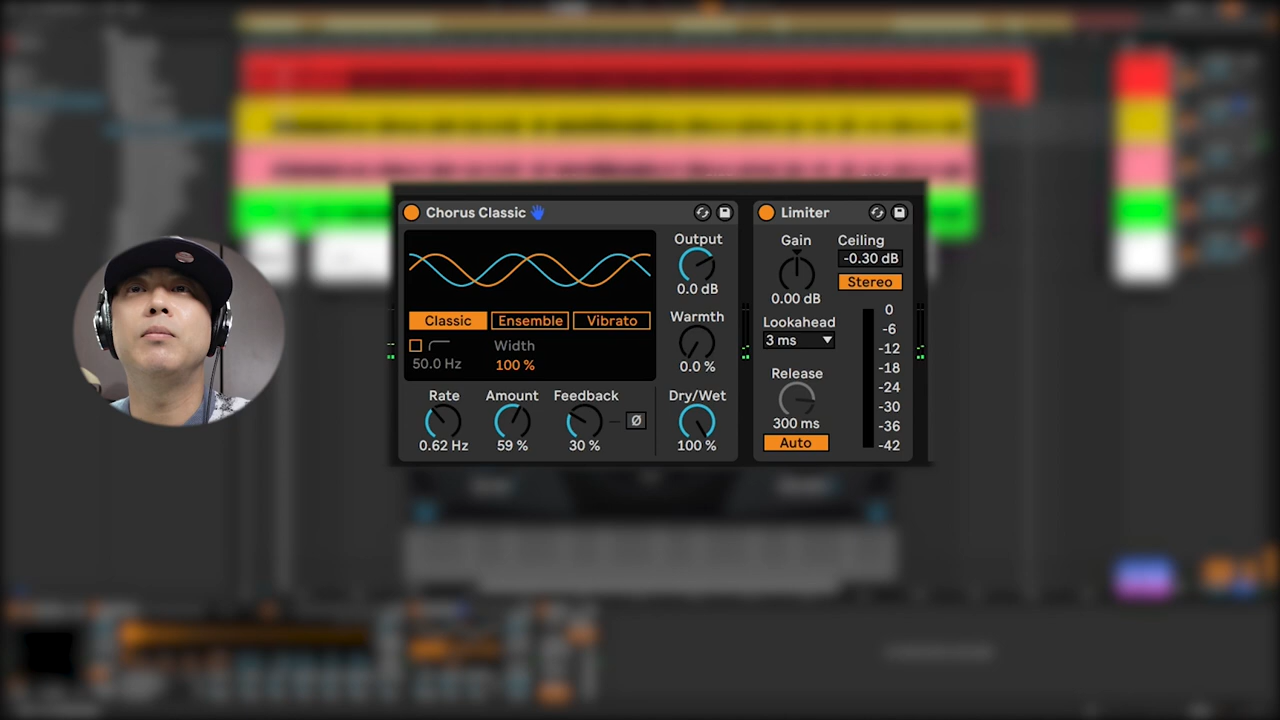 Chorus Classic
Output
0.0 dB
Classic
Ensemble
Vibrato
Warmth
50.0 Hz
Width
100 %
0.0 %
Rate
Amount
Feedback
Dry/Wet
Ø
0.62 Hz
59 %
30 %
100 %
Limiter
Gain
Ceiling
-0.30 dB
Stereo
0.00 dB
Lookahead
3 ms
Release
300 ms
Auto
0
-6
-12
-18
-24
-30
-36
-42